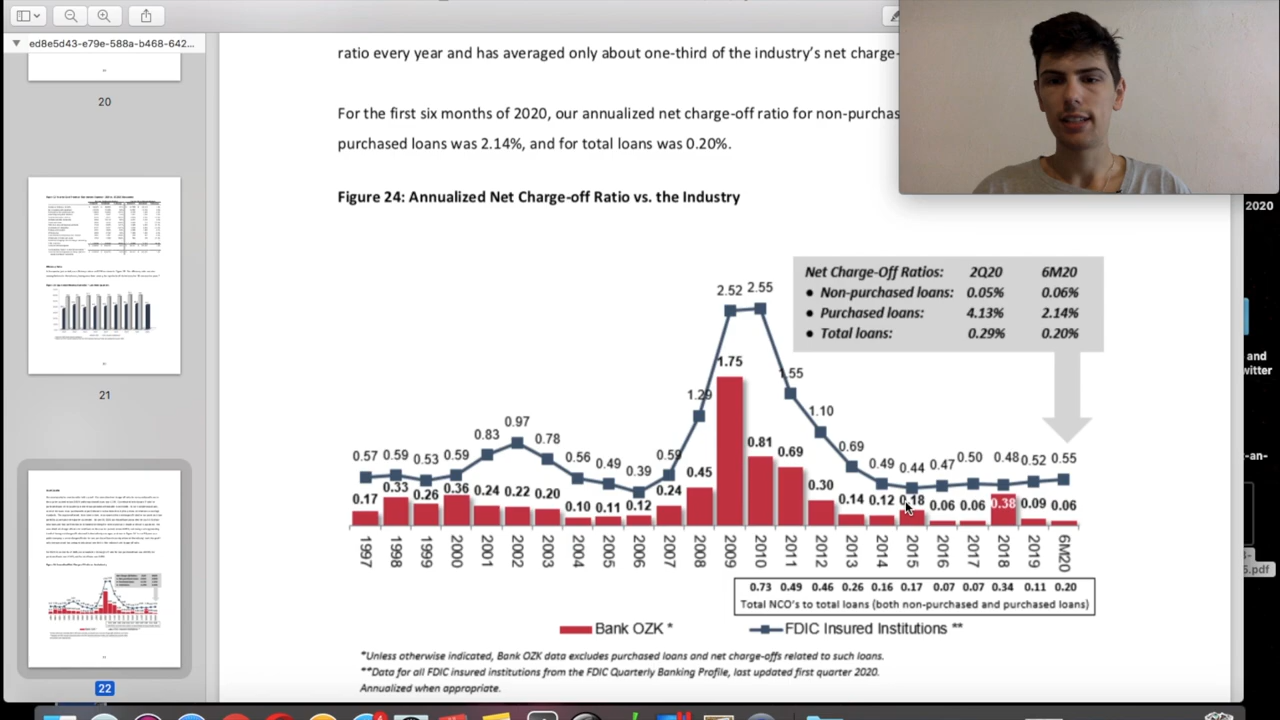 ed8e5d43-e79e-588a-b468-642...
20
21
22
ratio every year and has averaged only about one-third of the industry's net charge-
For the first six months of 2020, our annualized net charge-off ratio for non-purchas
purchased loans was 2.14%, and for total loans was 0.20%.
Figure 24: Annualized Net Charge-off Ratio vs. the Industry
Net Charge-Off Ratios: 2Q20 6M20
• Non-purchased loans: 0.05% 0.06%
• Purchased loans: 4.13% 2.14%
• Total loans: 0.29% 0.20%
0.57 0.59 0.53 0.59 0.83 0.97 0.78 0.56 0.49 0.39 0.59 1.29 2.52 2.55 1.55 1.10 0.69 0.49 0.44 0.47 0.50 0.48 0.52 0.55
0.17 0.33 0.26 0.36 0.24 0.22 0.20 0.10 0.11 0.12 0.24 0.45 1.75 0.81 0.69 0.30 0.14 0.12 0.18 0.06 0.06 0.38 0.09 0.06
1997 1998 1999 2000 2001 2002 2003 2004 2005 2006 2007 2008 2009 2010 2011 2012 2013 2014 2015 2016 2017 2018 2019 6M20
0.73 0.49 0.46 0.26 0.16 0.17 0.07 0.07 0.34 0.11 0.20
Total NCO's to total loans (both non-purchased and purchased loans)
Bank OZK * FDIC Insured Institutions **
*Unless otherwise indicated, Bank OZK data excludes purchased loans and net charge-offs related to such loans.
**Data for all FDIC insured institutions from the FDIC Quarterly Banking Profile, last updated first quarter 2020.
Annualized when appropriate.
2020
and
witter
-an-
5.pdf